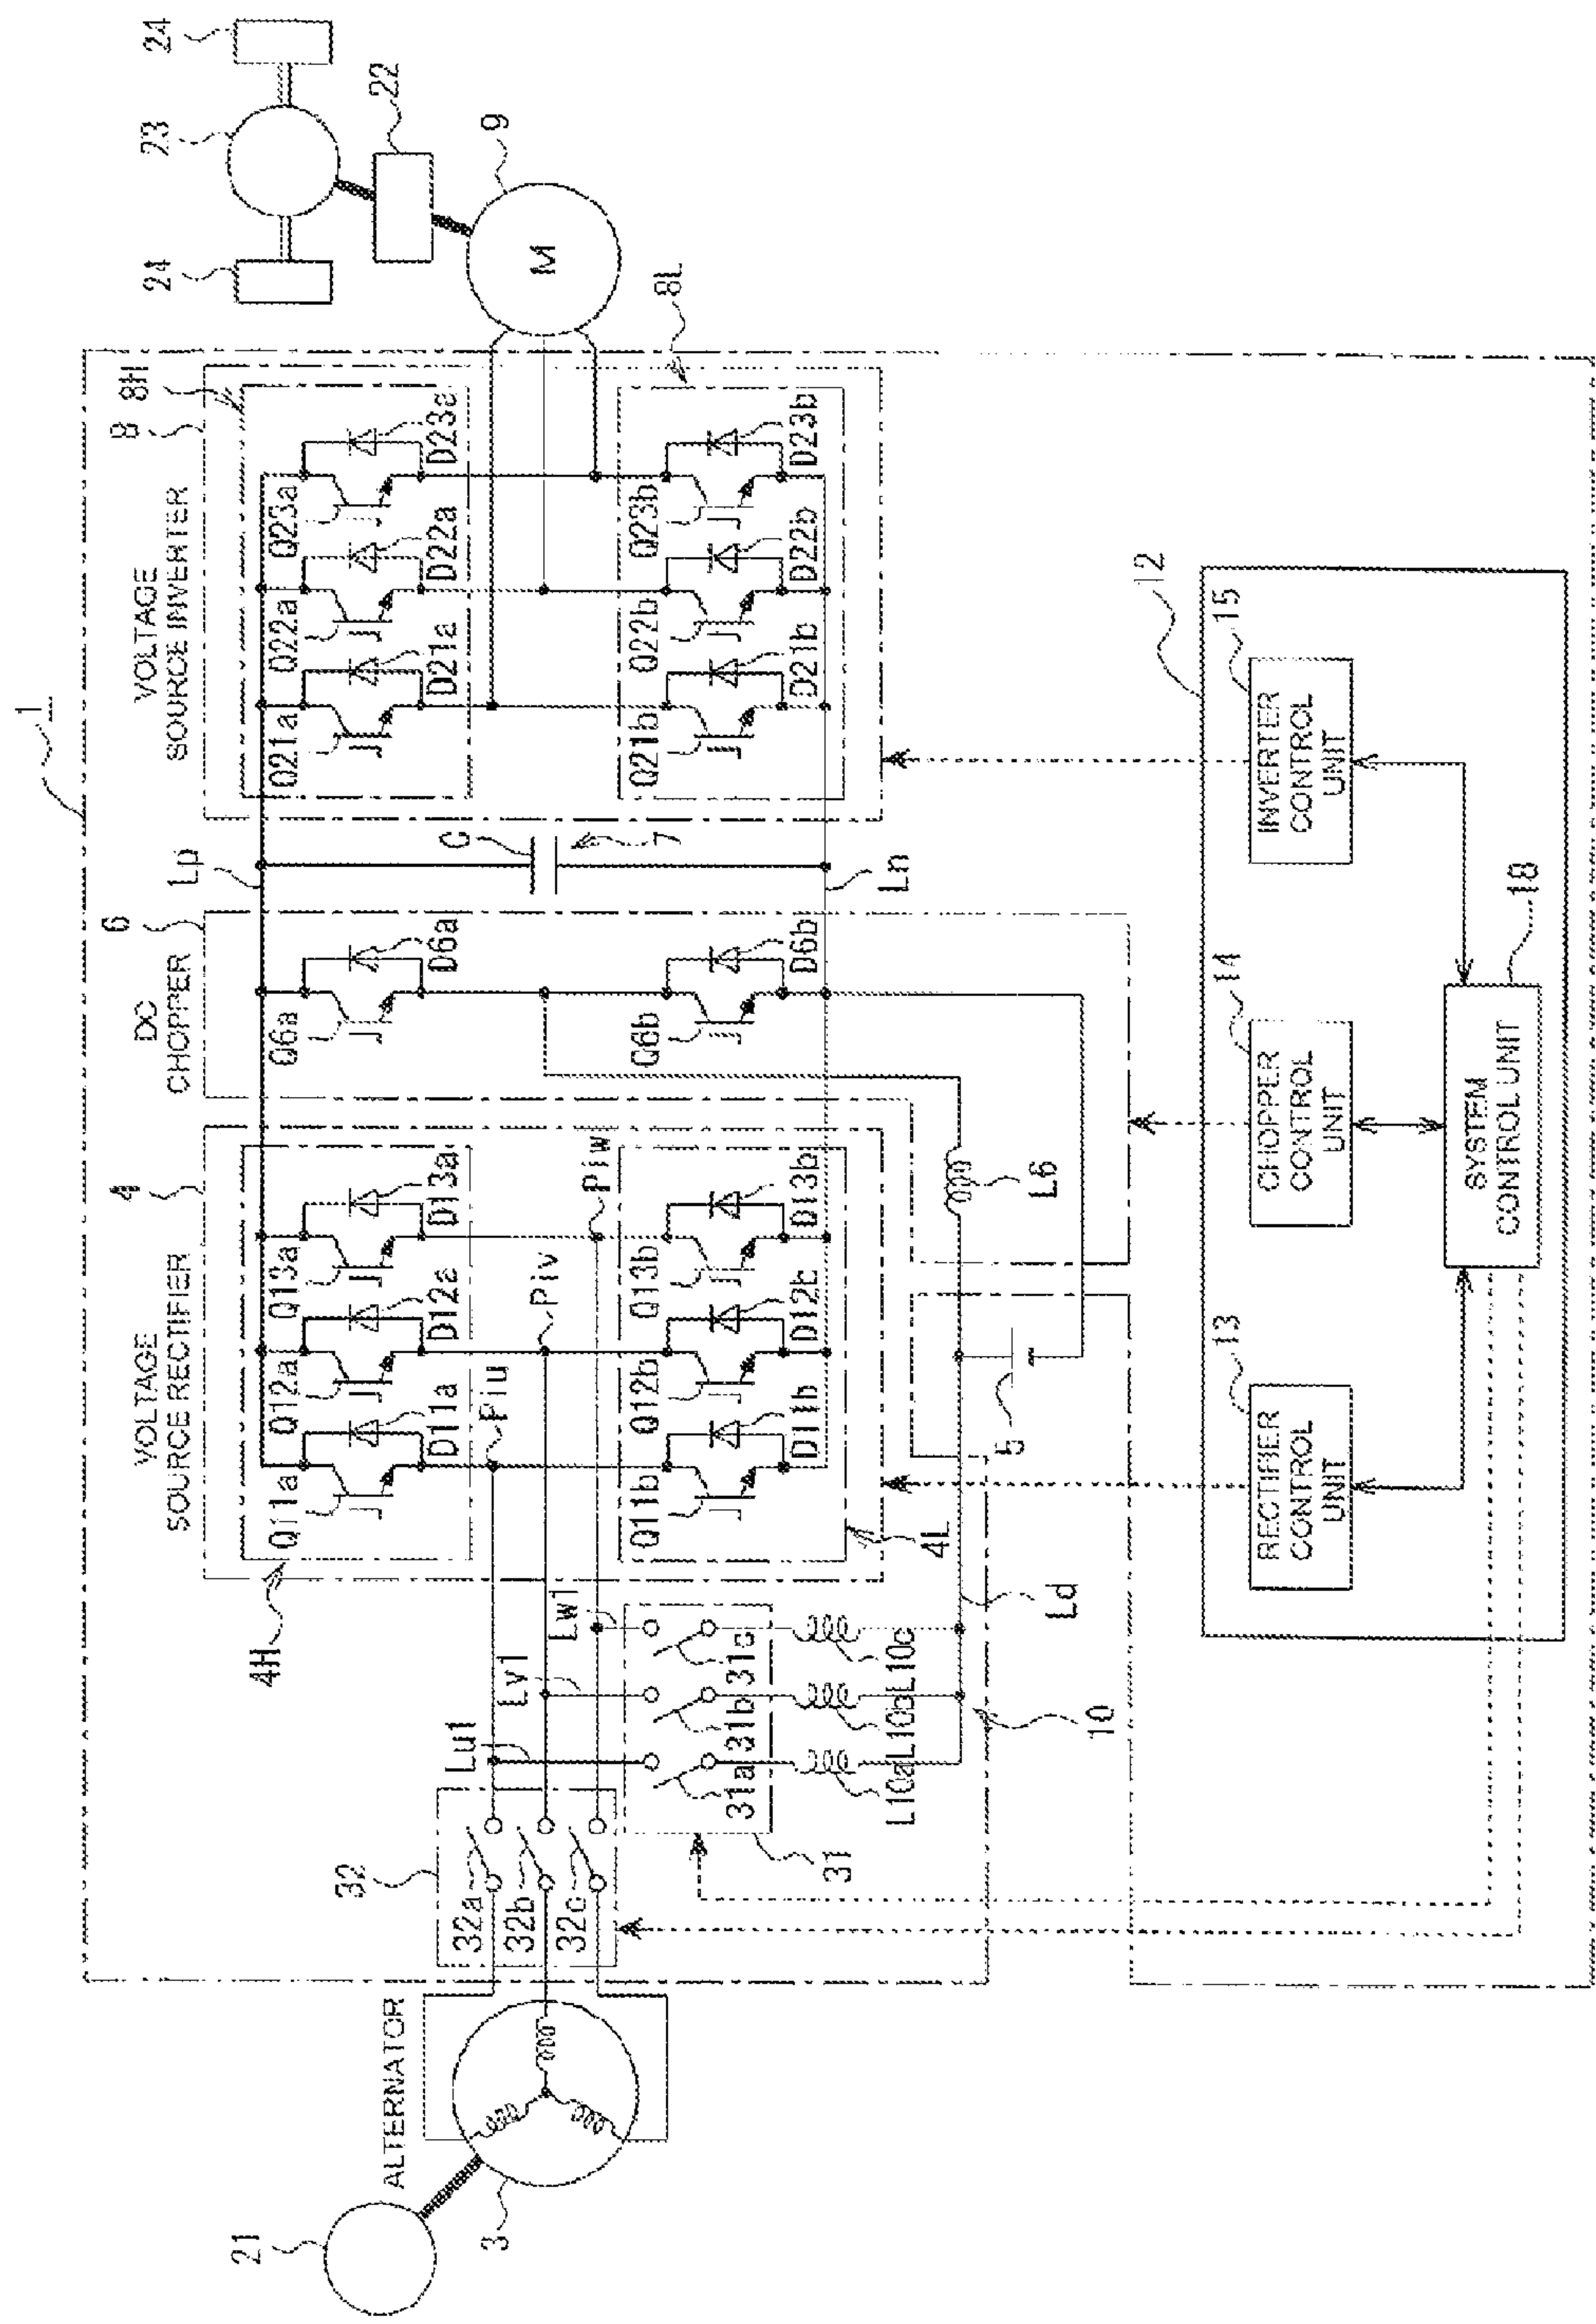 1
VOLTAGE
SOURCE RECTIFIER
4
DC
CHOPPER
6
VOLTAGE
SOURCE INVERTER
8
8H
4H
Lp
Q11a
Q12a
Q13a
D11a
D12a
D13a
Q6a
D6a
Q21a
Q22a
Q23a
D21a
D22a
D23a
Piu
Piv
Piw
C
7
Q11b
Q12b
Q13b
D11b
D12b
D13b
4L
Q6b
D6b
Ln
Q21b
Q22b
Q23b
D21b
D22b
D23b
8L
21
ALTERNATOR
3
32
32a
32b
32c
Lu1
Lv1
Lw1
31a
31b
31c
31
L10a
L10b
L10c
10
Ld
5
L6
M
9
22
23
24
24
12
RECTIFIER
CONTROL
UNIT
13
CHOPPER
CONTROL
UNIT
14
INVERTER
CONTROL
UNIT
15
SYSTEM
CONTROL UNIT
18